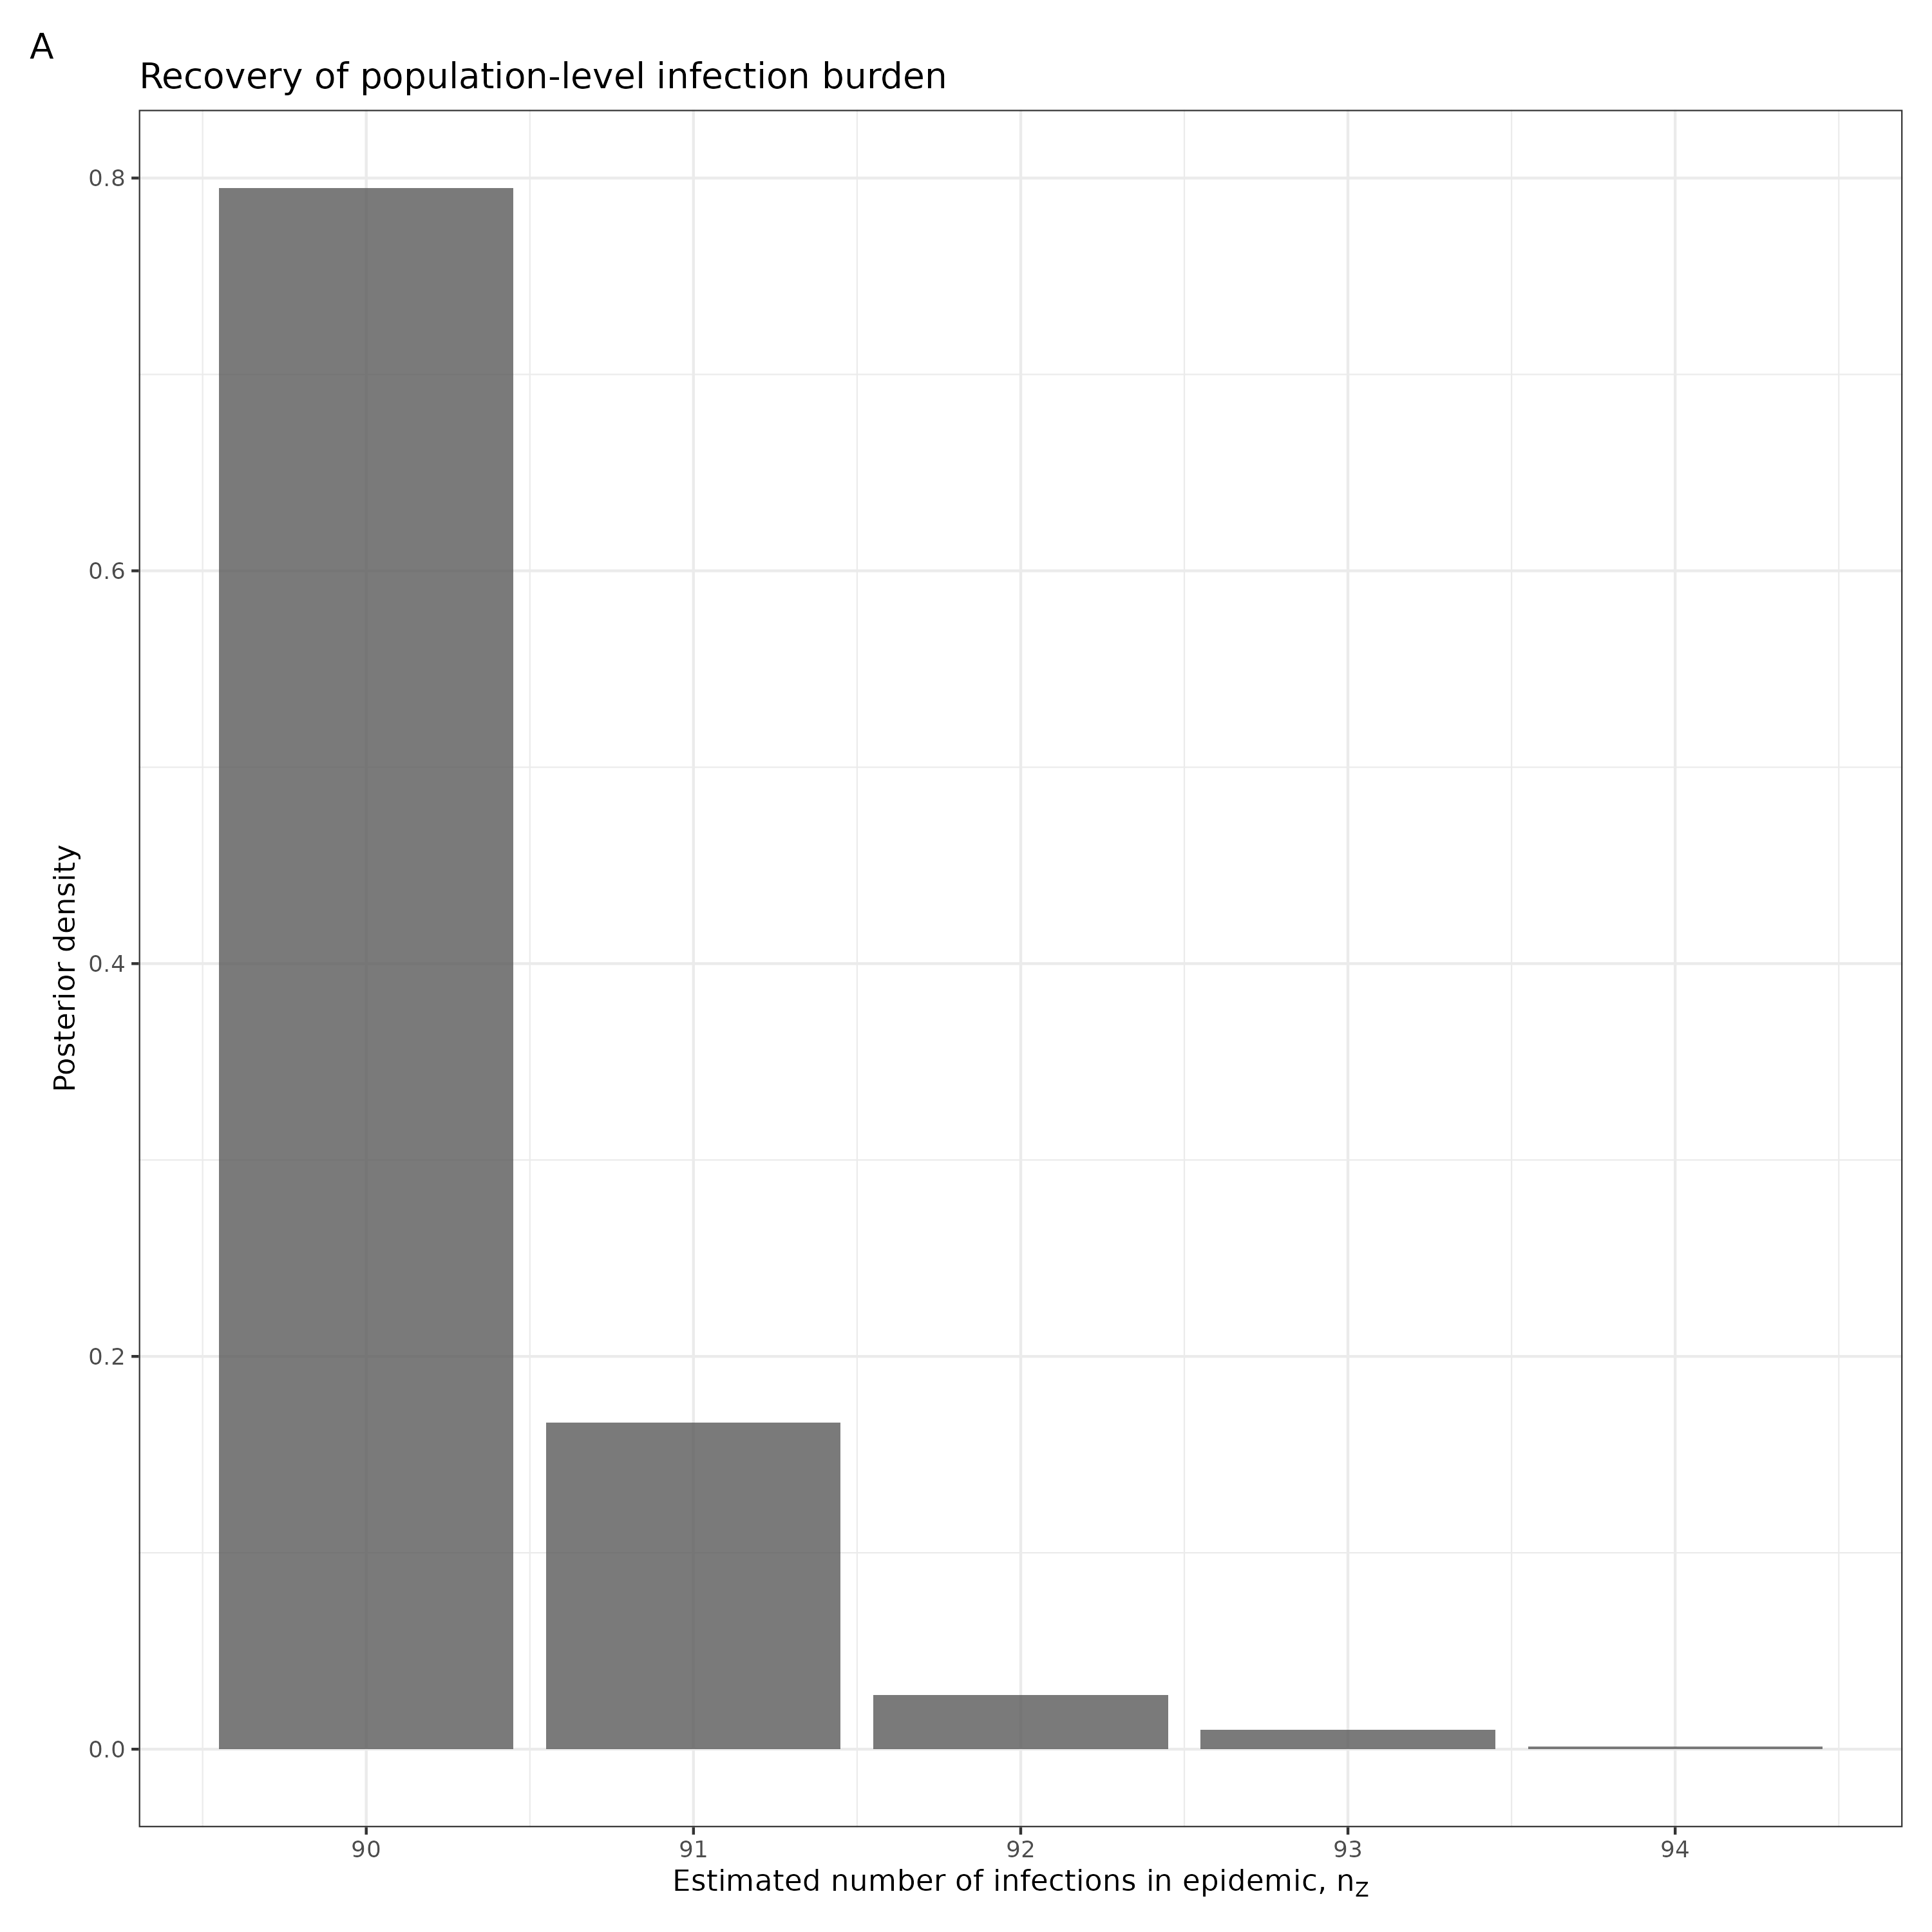 A
Recovery of population-level infection burden
0.8
0.6
0.4
0.2
0.0
Posterior density
90 91 92 93 94
Estimated number of infections in epidemic, nZ